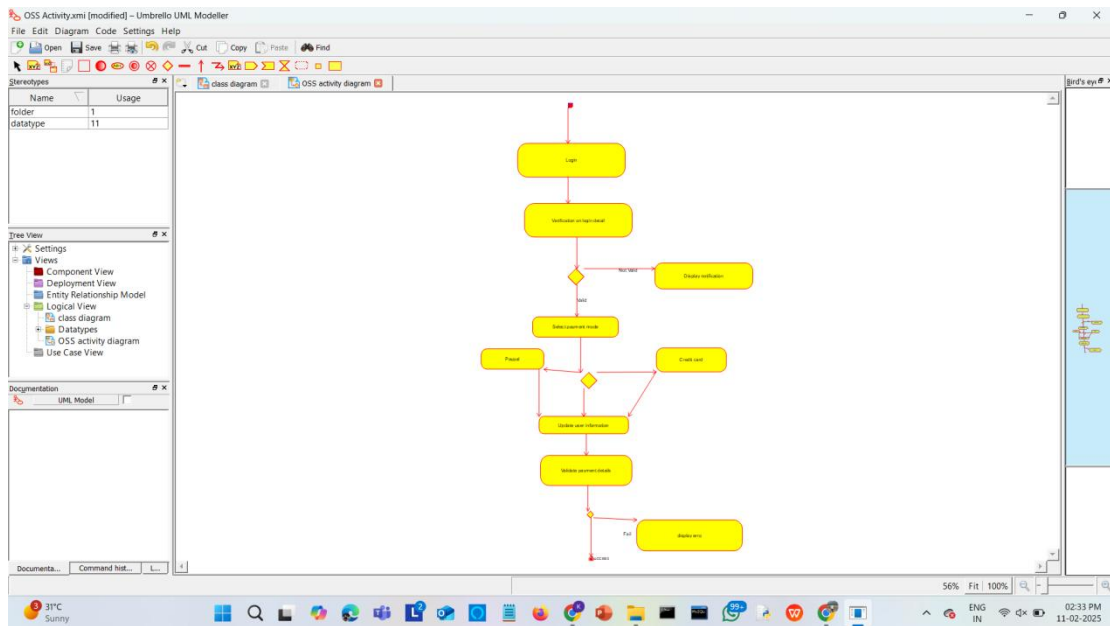 OSS Activity.xmi [modified] – Umbrello UML Modeller
File Edit Diagram Code Settings Help
Open Save Cut Copy Paste Find
Stereotypes
Name Usage
folder 1
datatype 11
class diagram OSS activity diagram
Bird's eye
Login
Verification on login detail
Not Valid
Display notification
Valid
Select payment mode
Paypal
Credit card
Update user information
Validate payment details
Fail
display error
Success
Tree View
Settings
Views
Component View
Deployment View
Entity Relationship Model
Logical View
class diagram
Datatypes
OSS activity diagram
Use Case View
Documentation
UML Model
Documenta... Command hist... L...
56% Fit 100%
3
31°C
Sunny
2
99+
ENG
IN
02:33 PM
11-02-2025